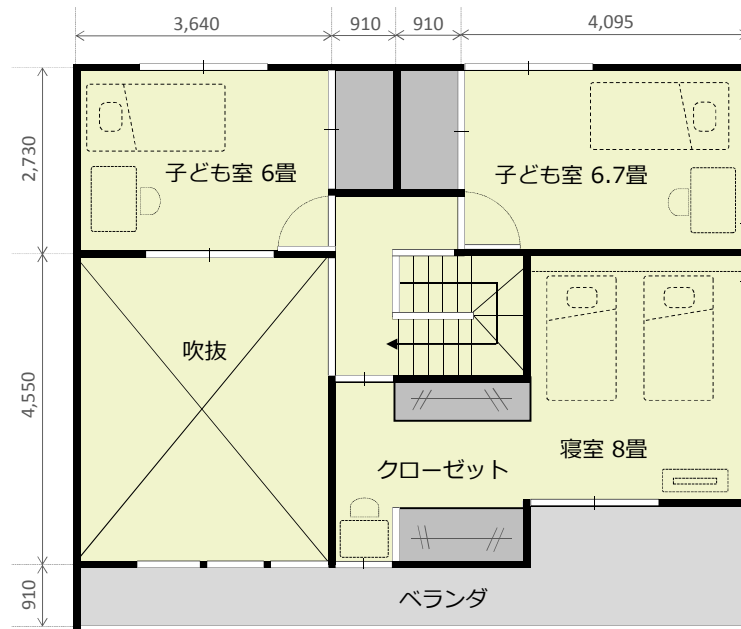 3,640
910
910
4,095
2,730
子ども室 6畳
子ども室 6.7畳
4,550
吹抜
クローゼット
寝室 8畳
910
ベランダ